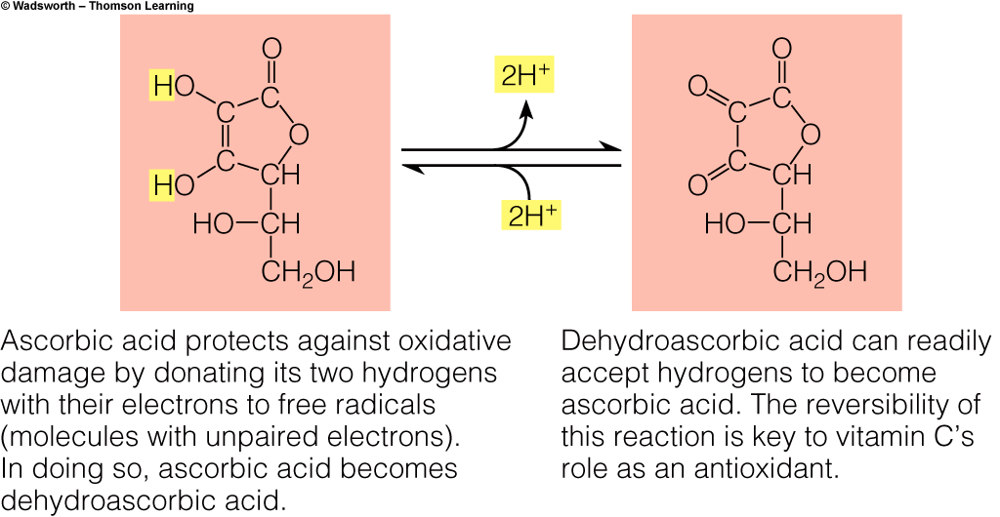 © Wadsworth – Thomson Learning
O
HO
C
C
O
HO
C
CH
HO—CH
CH₂OH
2H⁺
2H⁺
O
O
C
C
O
O
C
CH
HO—CH
CH₂OH
Ascorbic acid protects against oxidative
damage by donating its two hydrogens
with their electrons to free radicals
(molecules with unpaired electrons).
In doing so, ascorbic acid becomes
dehydroascorbic acid.
Dehydroascorbic acid can readily
accept hydrogens to become
ascorbic acid. The reversibility of
this reaction is key to vitamin C’s
role as an antioxidant.